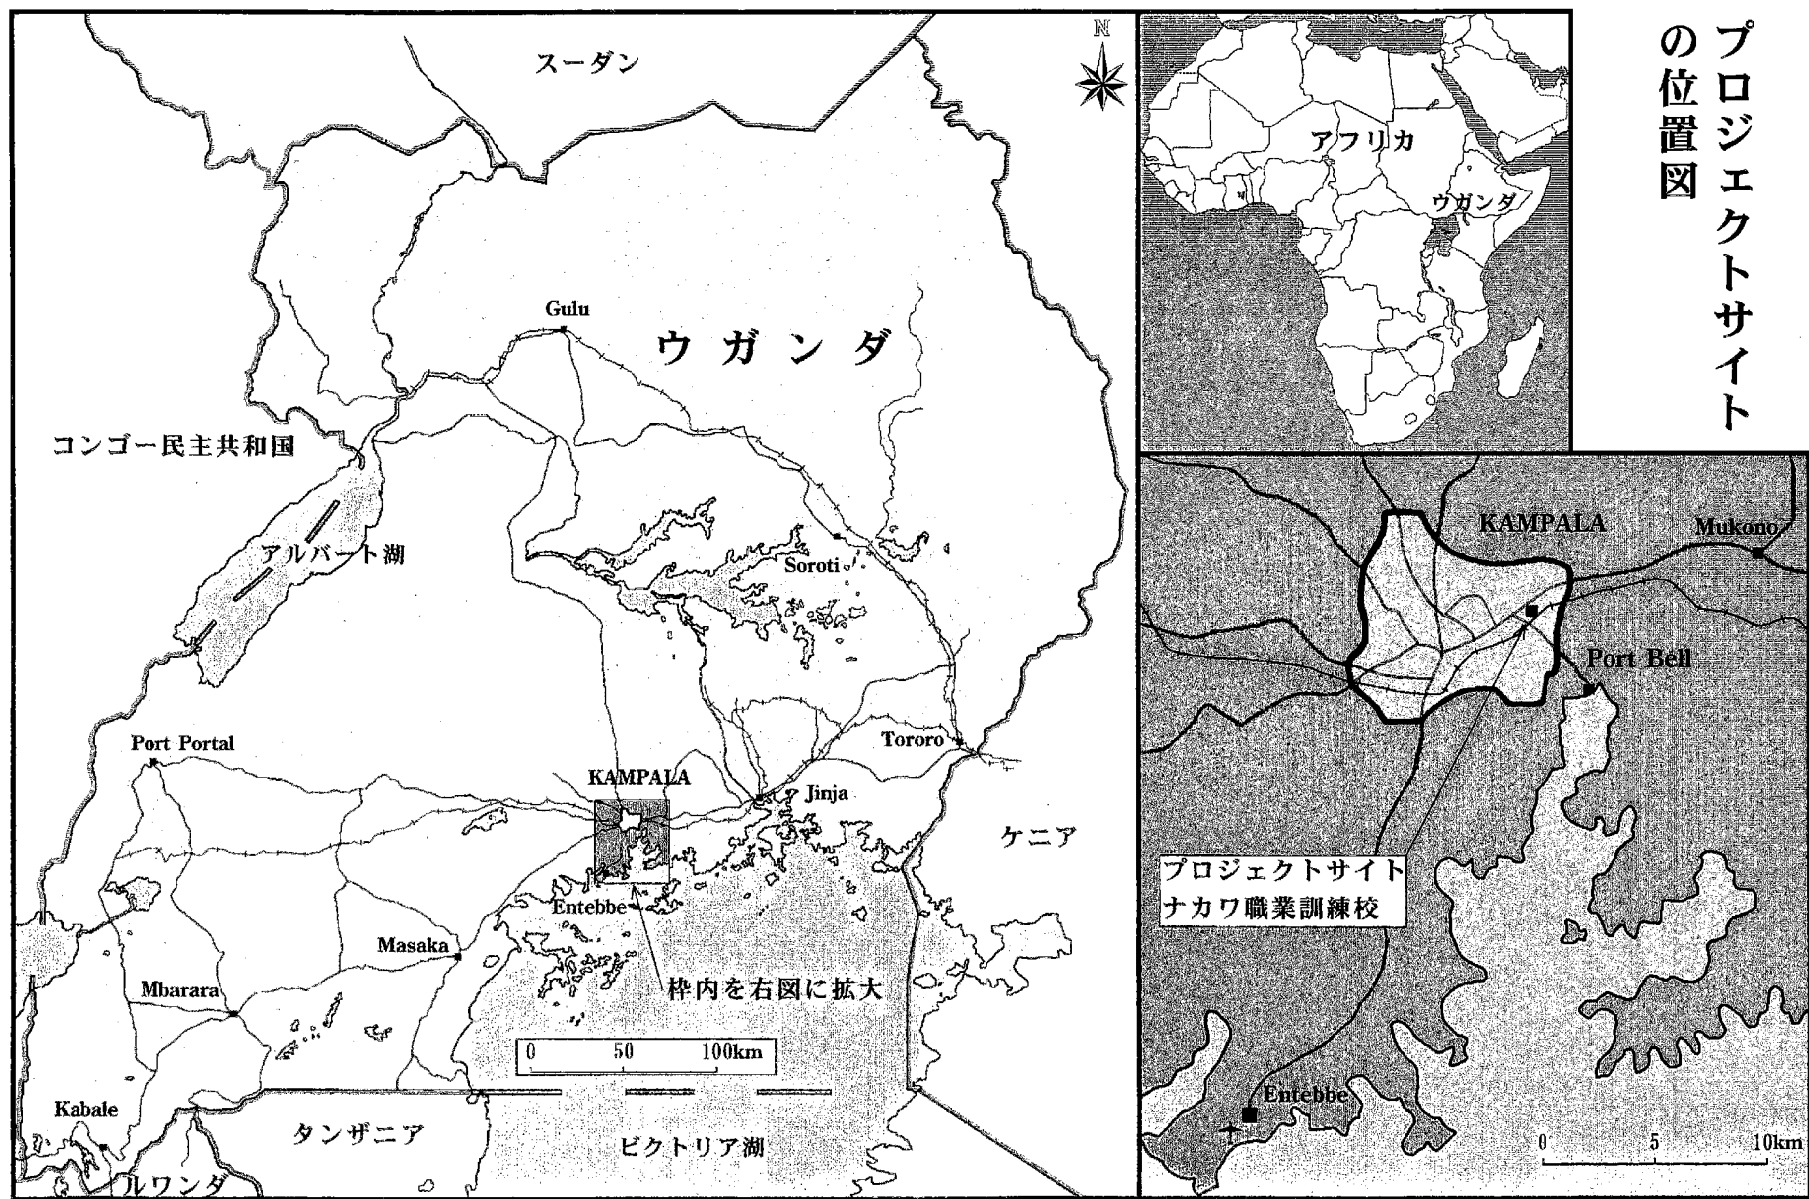 プロジェクトサイト
の位置図
N
スーダン
Gulu
ウガンダ
コンゴー民主共和国
アルバート湖
Soroti
Port Portal
KAMPALA
Tororo
Jinja
ケニア
Entebbe
Masaka
Mbarara
枠内を右図に拡大
0 50 100km
Kabale
タンザニア
ビクトリア湖
ルワンダ
アフリカ
ウガンダ
KAMPALA
Mukono
Port Bell
プロジェクトサイト
ナカワ職業訓練校
Entebbe
0 5 10km